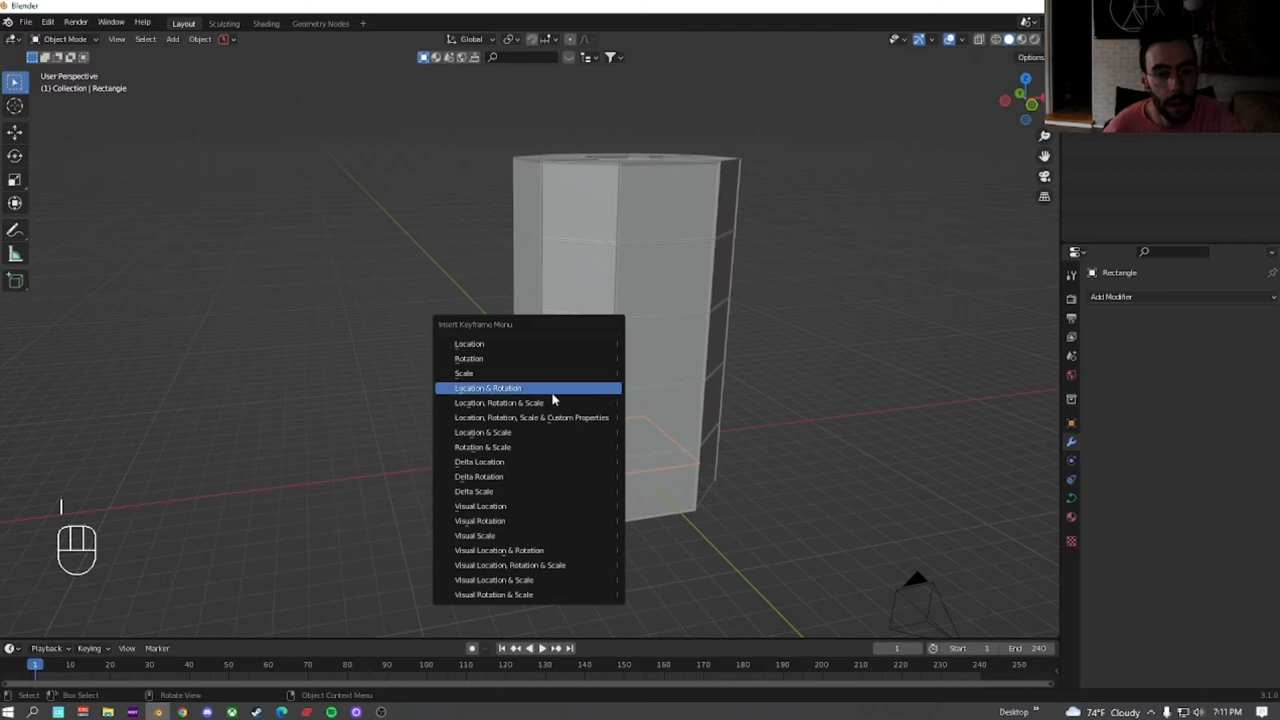 Blender
File Edit Render Window Help Layout Sculpting Shading Geometry Nodes +
Object Mode View Select Add Object Global
Options
User Perspective
(1) Collection | Rectangle
Z
Y
Rectangle
Add Modifier
Insert Keyframe Menu
Location I
Rotation I
Scale I
Location & Rotation I
Location, Rotation & Scale I
Location, Rotation, Scale & Custom Properties I
Location & Scale I
Rotation & Scale I
Delta Location I
Delta Rotation I
Delta Scale I
Visual Location I
Visual Rotation I
Visual Scale I
Visual Location & Rotation I
Visual Location, Rotation & Scale I
Visual Location & Scale I
Visual Rotation & Scale I
I
Playback Keying View Marker 1 Start 1 End 240
1 10 20 30 40 50 60 70 80 90 100 110 120 130 140 150 160 170 180 190 200 210 220 230 240 250
Select Box Select Rotate View Object Context Menu 3.1.0
Desktop 74°F Cloudy 7:11 PM